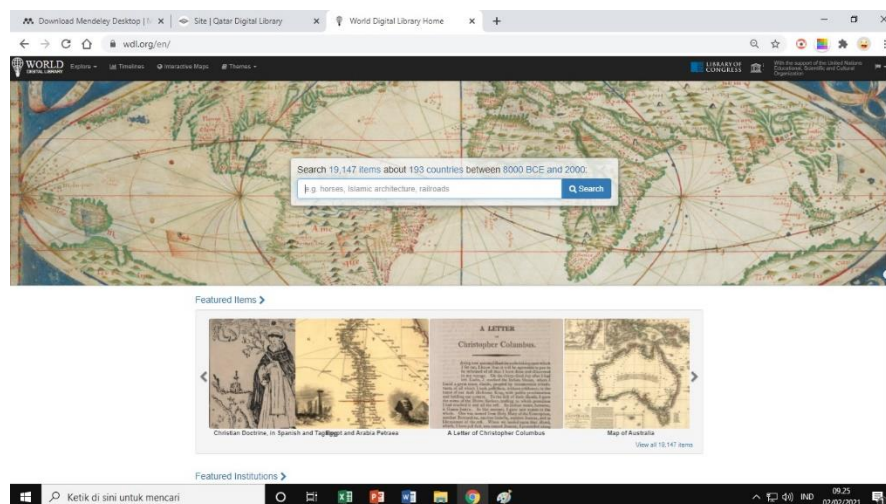 Download Mendeley Desktop | M
Site | Qatar Digital Library
World Digital Library Home
wdl.org/en/
WORLD
DIGITAL LIBRARY
Explore
Timelines
Interactive Maps
Themes
LIBRARY OF
CONGRESS
With the support of the United Nations
Educational, Scientific and Cultural
Organization
Search 19,147 items about 193 countries between 8000 BCE and 2000:
e.g. horses, Islamic architecture, railroads
Search
Featured Items
A LETTER
Christopher Columbus.
Christian Doctrine, in Spanish and Tagalog
Egypt and Arabia Petraea
A Letter of Christopher Columbus
Map of Australia
View all 19,147 items
Featured Institutions
Ketik di sini untuk mencari
IND
09.25
02/02/2021